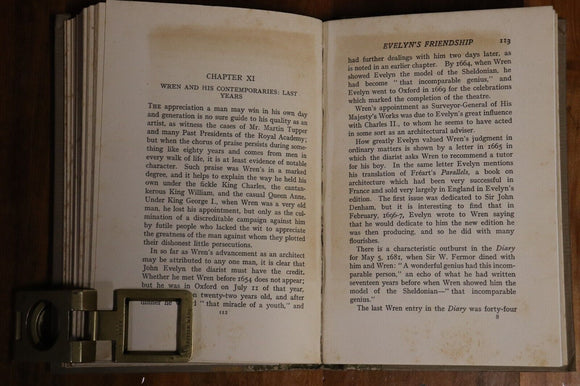 CHAPTER XI
WREN AND HIS CONTEMPORARIES: LAST
YEARS
THE appreciation a man may win in his own day
and generation is no sure guide to his quality as an
artist, as witness the cases of Mr. Martin Tupper
and many Past Presidents of the Royal Academy;
but when the chorus of praise persists during some-
thing like eighty years and comes from men in
every walk of life, it is at least evidence of notable
character. Such praise was Wren's in a marked
degree, and it helps to explain the way he held his
own under the fickle King Charles, the cantan-
kerous King William, and the casual Queen Anne.
Under King George I., when Wren was a very old
man, he lost his appointment, but only as the cul-
mination of a discreditable campaign against him
by futile people who lacked the wit to appreciate
the greatness of the man against whom they plotted
their dishonest little persecutions.
In so far as Wren's advancement as an architect
may be attributed to any one man, it is clear that
John Evelyn the diarist must have the credit.
Whether he met Wren before 1654 does not appear;
but he was in Oxford on July 11 of that year,
when twenty-two years old, and after
dinner he "that miracle of a youth," and
112
EVELYN'S FRIENDSHIP 113
had further dealings with him two days later, as
is noted in an earlier chapter. By 1664, when Wren
showed Evelyn the model of the Sheldonian, he
had become "that incomparable genius," and
Evelyn went to Oxford in 1669 for the celebrations
which marked the completion of the theatre.
Wren's appointment as Surveyor-General of His
Majesty's Works was due to Evelyn's great interest
with Charles II., to whom he seems to have acted
in some sort as an architectural adviser.
How greatly Evelyn valued Wren's judgment in
ordinary matters is shown by a letter in 1665 in
which the diarist asks Wren to recommend a tutor
for his boy. In the same letter Evelyn mentions
his translation of Fréart's Parallels, a book on
architecture which had been very successful in
France and sold very largely in England in Evelyn's
time. The first issue was dedicated to Sir John
Denham, but it is interesting to find that in
February, 1696-7, Evelyn wrote to Wren saying
that he would dedicate to him the new edition he
was then producing, and so he did with many
flourishes.
There is a characteristic outburst in the Diary
for May 5, 1681, when Sir W. Fermor dined with
him and Wren: "A wonderful genius had this incom-
parable person," an echo of what he had written
seventeen years before when Wren showed him the
model of the Sheldonian—"that incomparable
genius."
The last Wren entry in the Diary was forty-four
8